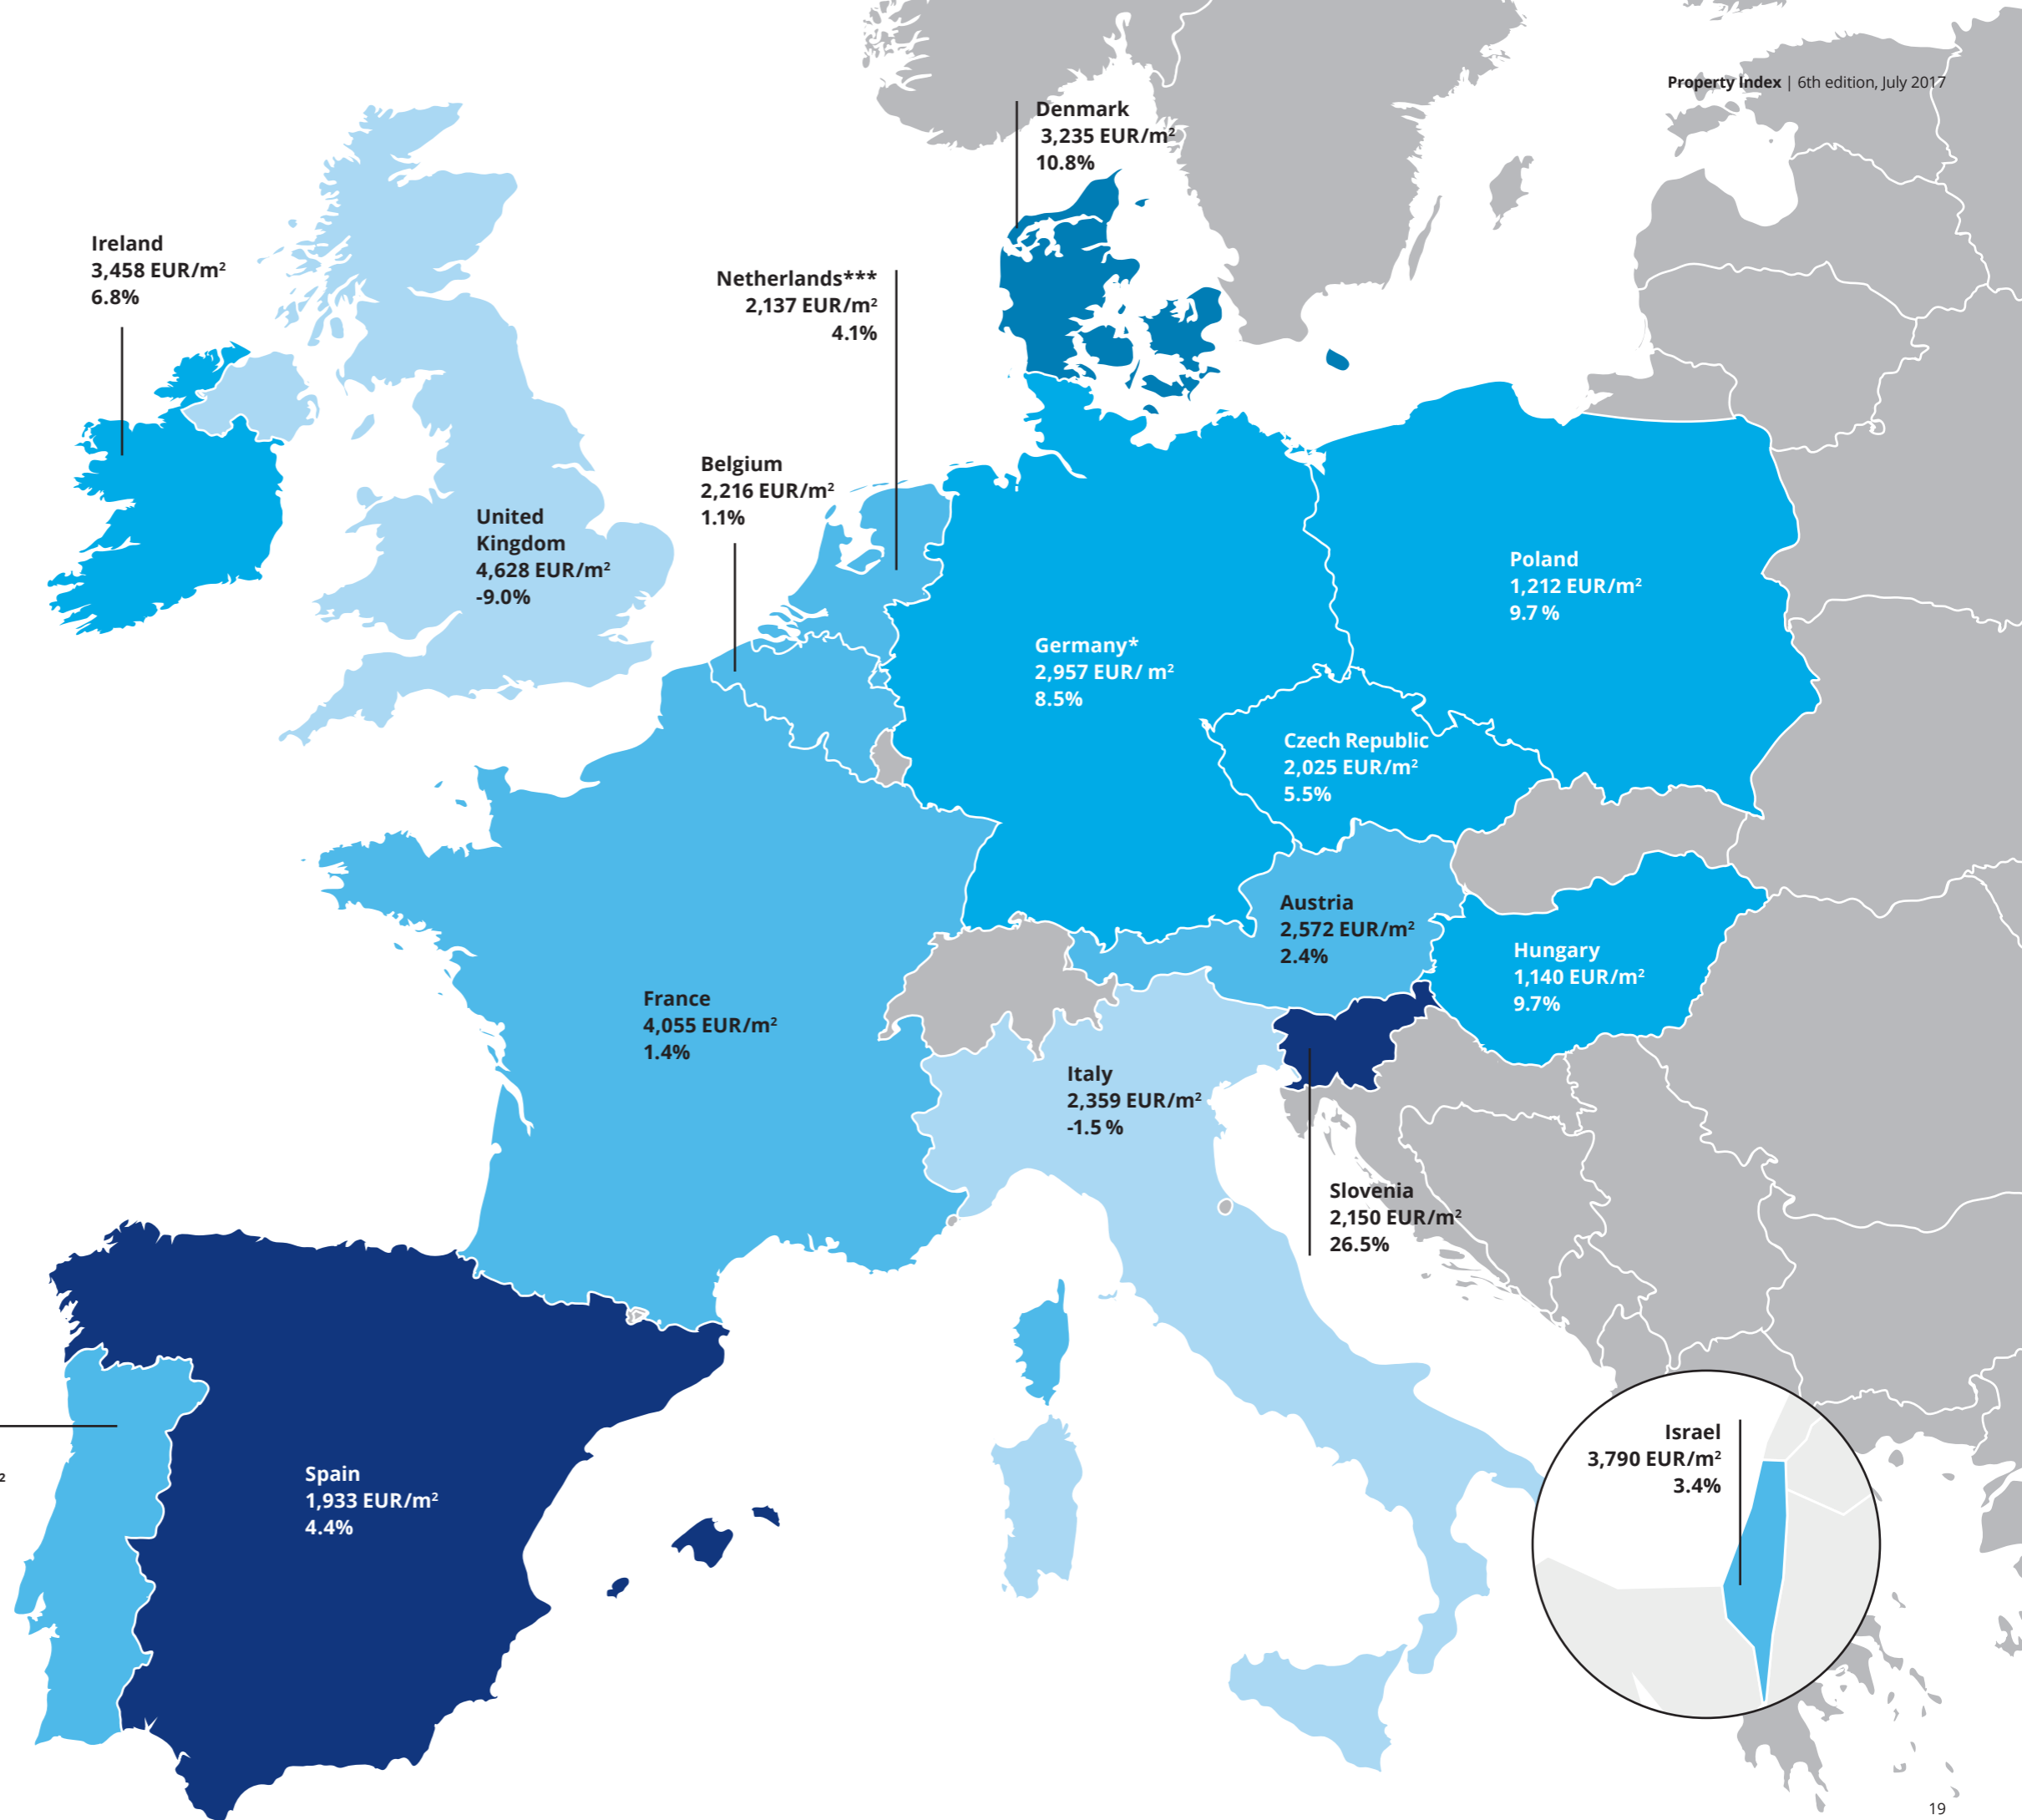 Property Index | 6th edition, July 2017
Denmark
3,235 EUR/m²
10.8%
Ireland
3,458 EUR/m²
6.8%
Netherlands***
2,137 EUR/m²
4.1%
Belgium
2,216 EUR/m²
1.1%
United
Kingdom
4,628 EUR/m²
-9.0%
Poland
1,212 EUR/m²
9.7 %
Germany*
2,957 EUR/ m²
8.5%
Czech Republic
2,025 EUR/m²
5.5%
Austria
2,572 EUR/m²
2.4%
Hungary
1,140 EUR/m²
9.7%
France
4,055 EUR/m²
1.4%
Italy
2,359 EUR/m²
-1.5 %
Slovenia
2,150 EUR/m²
26.5%
Israel
3,790 EUR/m²
3.4%
Spain
1,933 EUR/m²
4.4%
²
19